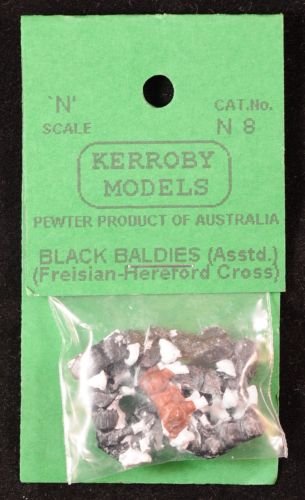 'N' CAT.No.
SCALE N 8
KERROBY
MODELS
PEWTER PRODUCT OF AUSTRALIA
BLACK BALDIES (Asstd.)
(Freisian-Hereford Cross)